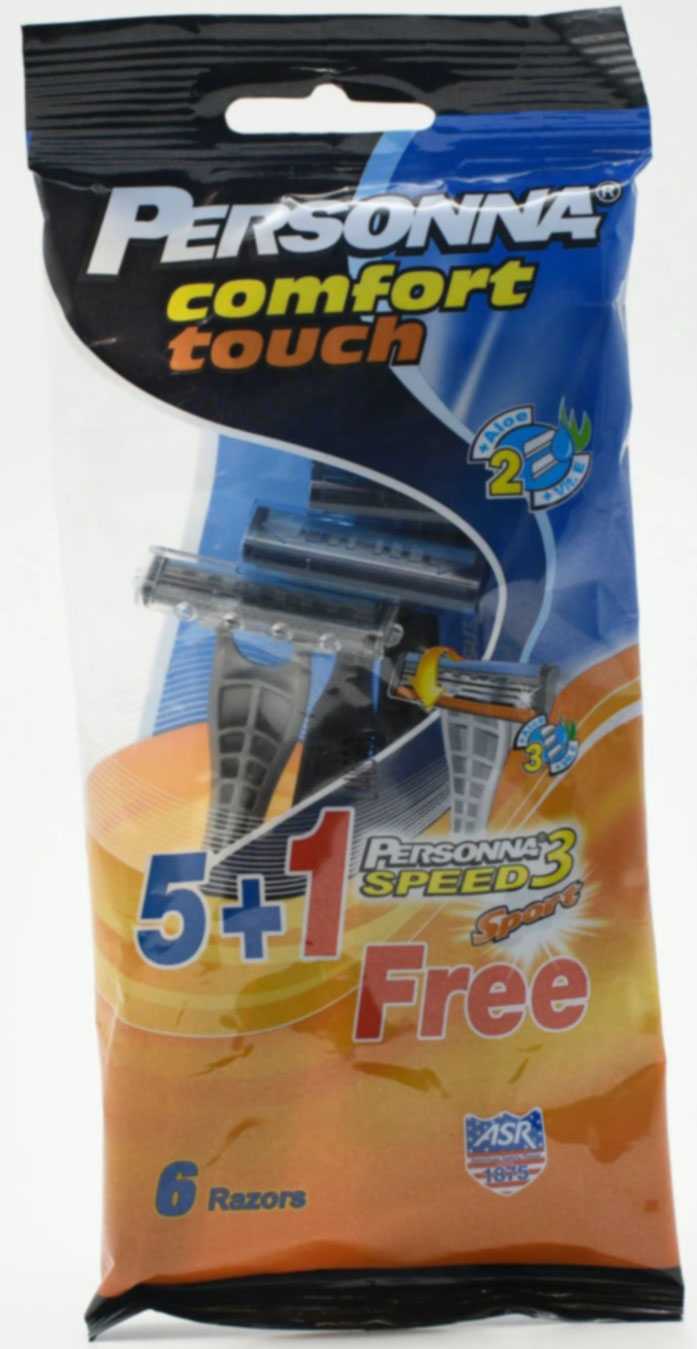 PERSONNA®
comfort
touch
+Aloe
2
+Vit. E
3
5+1
PERSONNA®
SPEED3
Sport
Free
ASR
1875
6 Razors